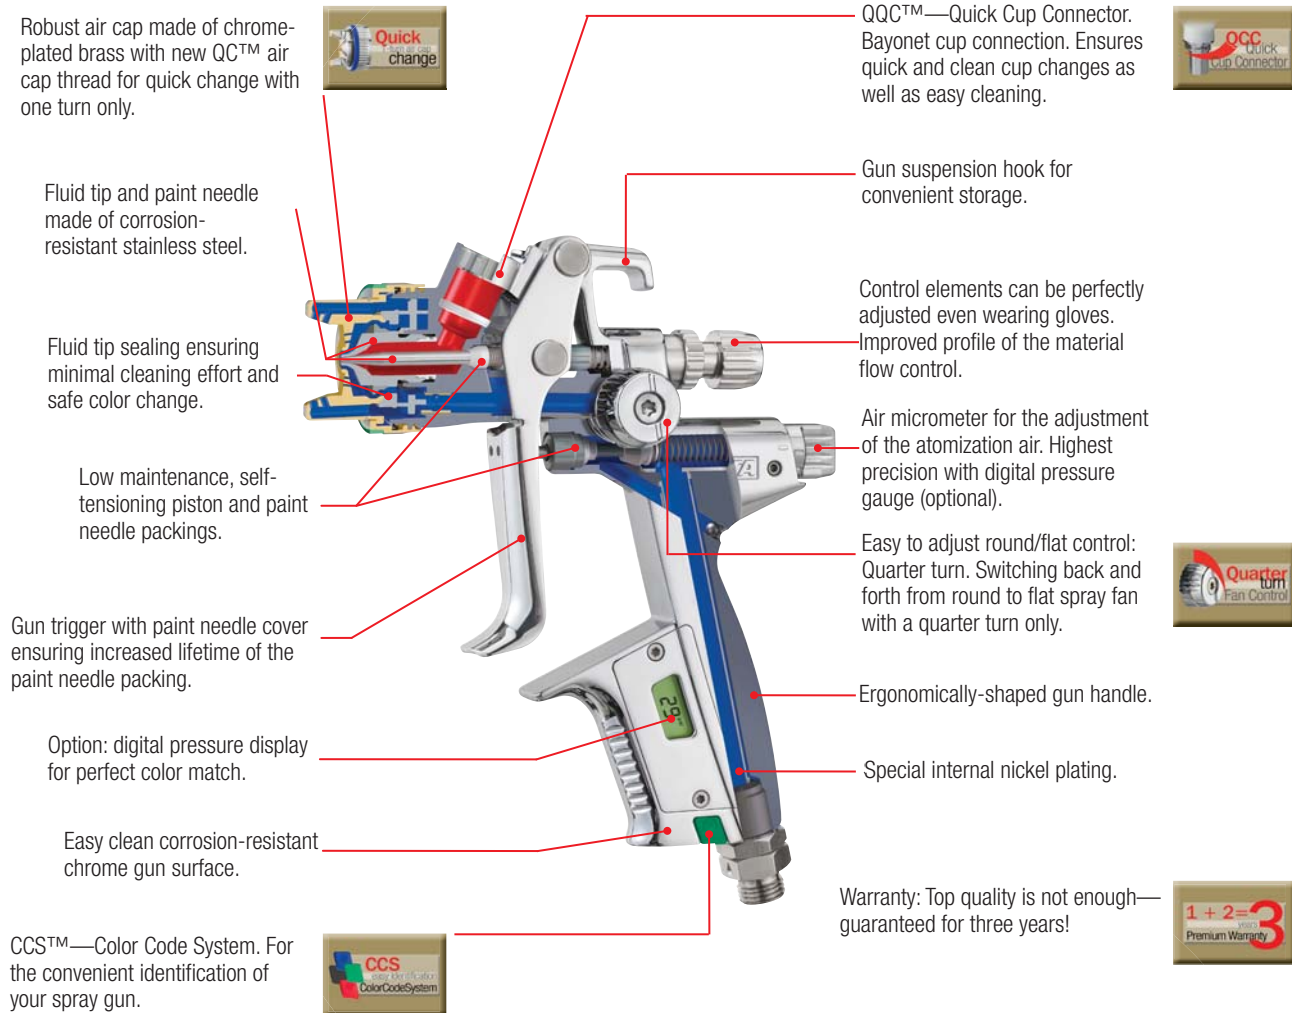 Robust air cap made of chrome-
plated brass with new QC™ air
cap thread for quick change with
one turn only.
Quick
1-turn air cap
change
QQC™—Quick Cup Connector.
Bayonet cup connection. Ensures
quick and clean cup changes as
well as easy cleaning.
QCC
Quick
Cup Connector
Fluid tip and paint needle
made of corrosion-
resistant stainless steel.
Gun suspension hook for
convenient storage.
Fluid tip sealing ensuring
minimal cleaning effort and
safe color change.
Control elements can be perfectly
adjusted even wearing gloves.
Improved profile of the material
flow control.
Low maintenance, self-
tensioning piston and paint
needle packings.
Air micrometer for the adjustment
of the atomization air. Highest
precision with digital pressure
gauge (optional).
Easy to adjust round/flat control:
Quarter turn. Switching back and
forth from round to flat spray fan
with a quarter turn only.
Quarter
turn
Fan Control
Gun trigger with paint needle cover
ensuring increased lifetime of the
paint needle packing.
Ergonomically-shaped gun handle.
29
Option: digital pressure display
for perfect color match.
Special internal nickel plating.
Easy clean corrosion-resistant
chrome gun surface.
Warranty: Top quality is not enough—
guaranteed for three years!
1 + 2=3
years
Premium Warranty
CCS™—Color Code System. For
the convenient identification of
your spray gun.
CCS
easy identification
ColorCodeSystem